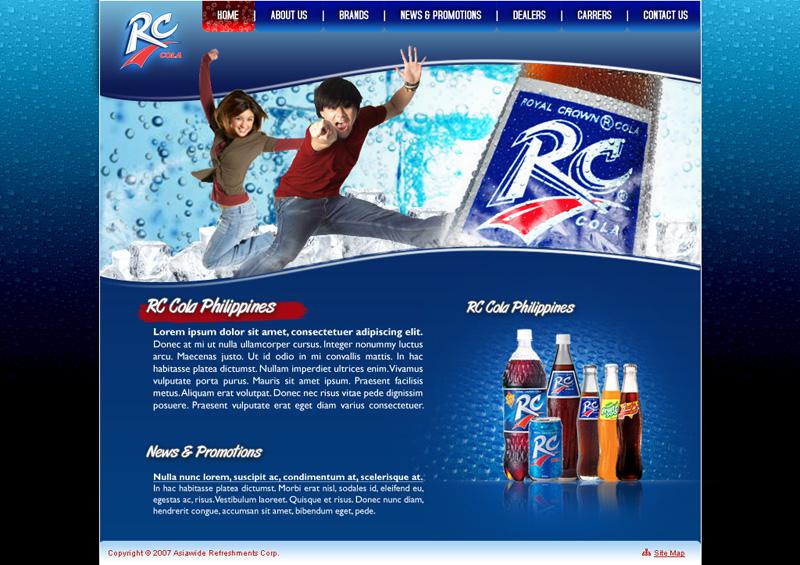 RC
COLA
HOME | ABOUT US | BRANDS | NEWS & PROMOTIONS | DEALERS | CARRERS | CONTACT US
ROYAL CROWN ® COLA
RC ®
COLA
RC Cola Philippines
Lorem ipsum dolor sit amet, consectetuer adipiscing elit.
Donec at mi ut nulla ullamcorper cursus. Integer nonummy luctus
arcu. Maecenas justo. Ut id odio in mi convallis mattis. In hac
habitasse platea dictumst. Nullam imperdiet ultrices enim. Vivamus
vulputate porta purus. Mauris sit amet ipsum. Praesent facilisis
metus. Aliquam erat volutpat. Donec nec risus vitae pede dignissim
posuere. Praesent vulputate erat eget diam varius consectetuer.
News & Promotions
Nulla nunc lorem, suscipit ac, condimentum at, scelerisque at.
In hac habitasse platea dictumst. Morbi erat nisl, sodales id, eleifend eu,
egestas ac, risus. Vestibulum laoreet. Quisque et risus. Donec nunc diam,
hendrerit congue, accumsan sit amet, bibendum eget, pede.
RC Cola Philippines
RC
RC
RC
RC
Copyright © 2007 Asiawide Refreshments Corp.
Site Map